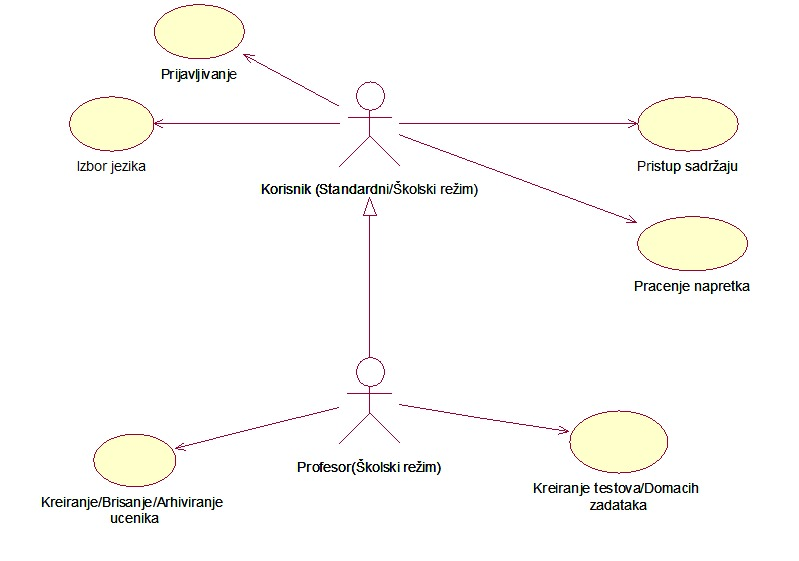 Prijavljivanje
Izbor jezika
Pristup sadržaju
Korisnik (Standardni/Školski režim)
Pracenje napretka
Profesor(Školski režim)
Kreiranje/Brisanje/Arhiviranje
ucenika
Kreiranje testova/Domacih
zadataka